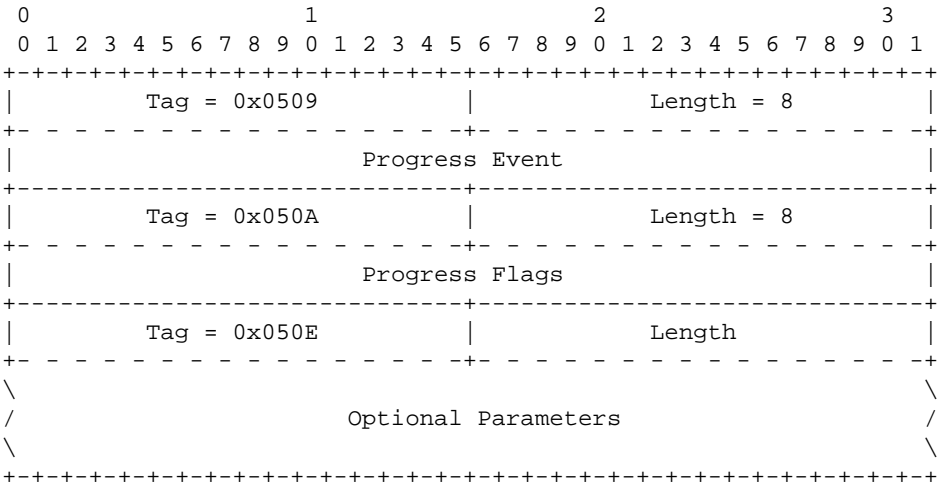 0                   1                   2                   3
 0 1 2 3 4 5 6 7 8 9 0 1 2 3 4 5 6 7 8 9 0 1 2 3 4 5 6 7 8 9 0 1
+-+-+-+-+-+-+-+-+-+-+-+-+-+-+-+-+-+-+-+-+-+-+-+-+-+-+-+-+-+-+-+-+
|         Tag = 0x0509          |            Length = 8         |
+- - - - - - - - - - - - - - - -+- - - - - - - - - - - - - - - -+
|                        Progress Event                         |
+-------------------------------+-------------------------------+
|         Tag = 0x050A          |            Length = 8         |
+- - - - - - - - - - - - - - - -+- - - - - - - - - - - - - - - -+
|                        Progress Flags                         |
+-------------------------------+-------------------------------+
|         Tag = 0x050E          |            Length             |
+- - - - - - - - - - - - - - - -+- - - - - - - - - - - - - - - -+
\                                                               \
/                       Optional Parameters                     /
\                                                               \
+-+-+-+-+-+-+-+-+-+-+-+-+-+-+-+-+-+-+-+-+-+-+-+-+-+-+-+-+-+-+-+-+